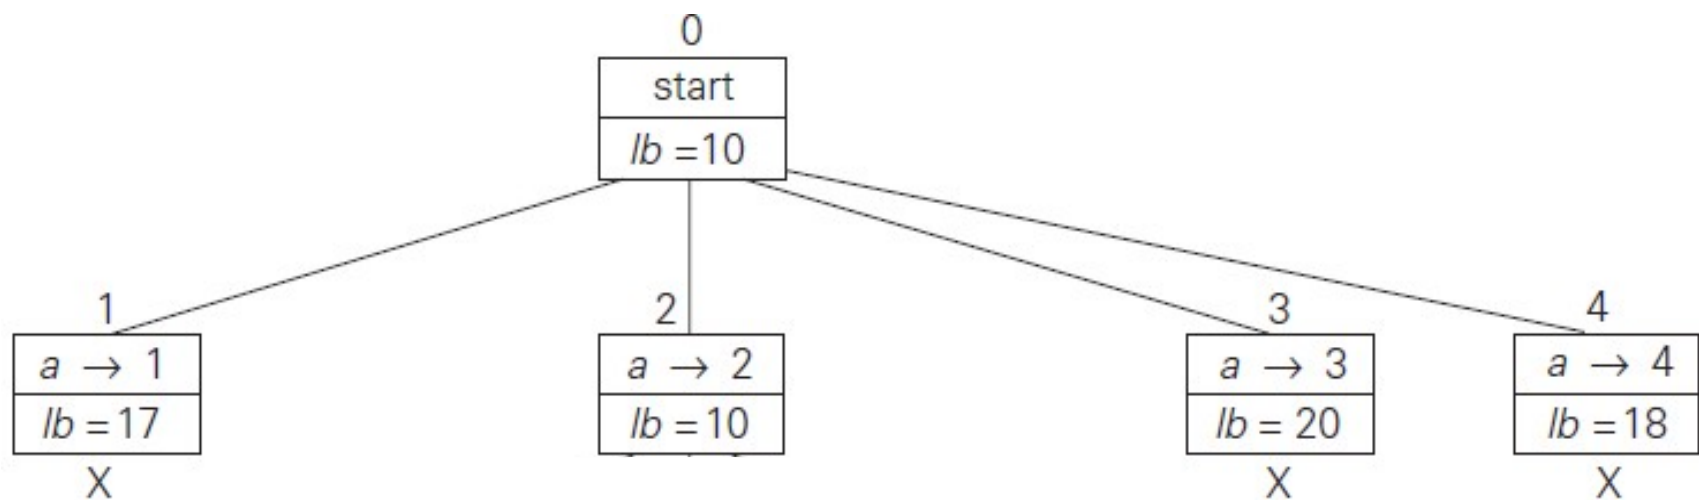 0
start
lb =10
1
2
3
4
a → 1
a → 2
a → 3
a → 4
lb = 17
lb = 10
lb = 20
lb = 18
X
X
X